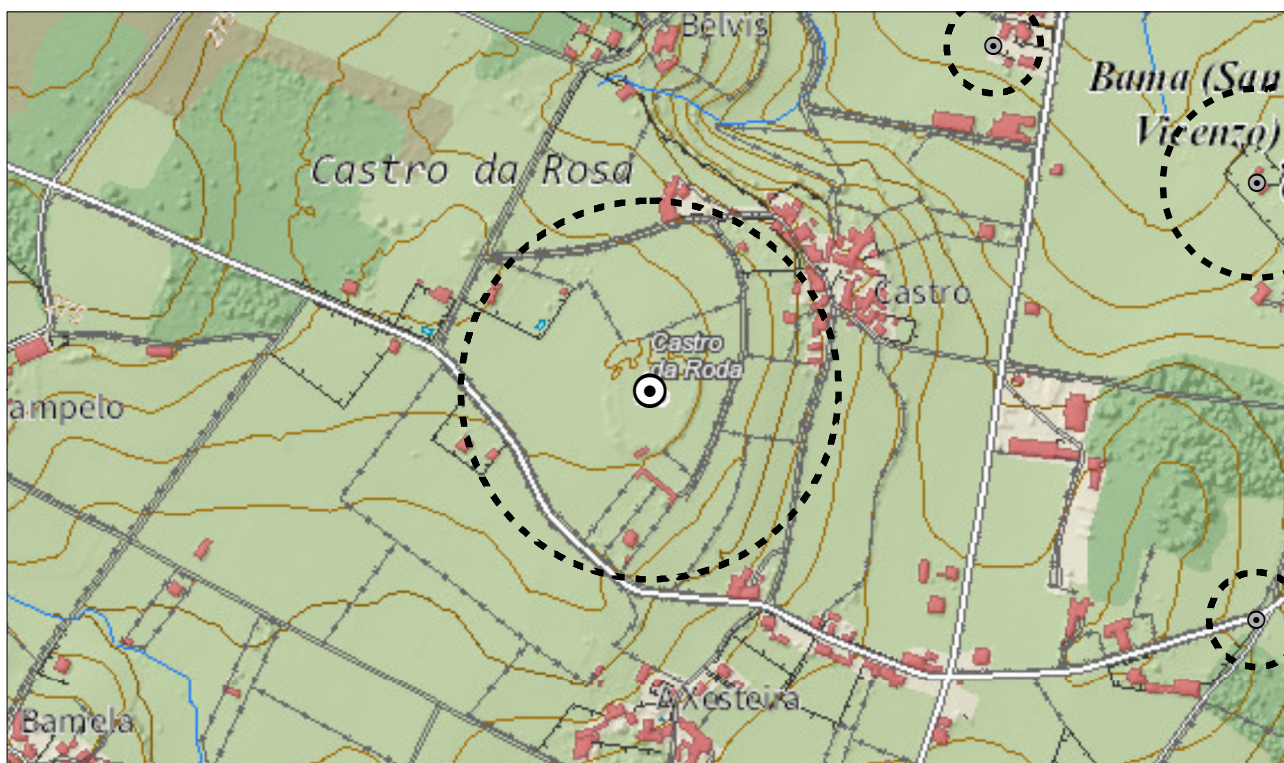 Belvis
Bama (San
Vicenzo)
Castro da Rosa
Castro
Castro
da Roda
ampelo
A Xesteira
Bamela